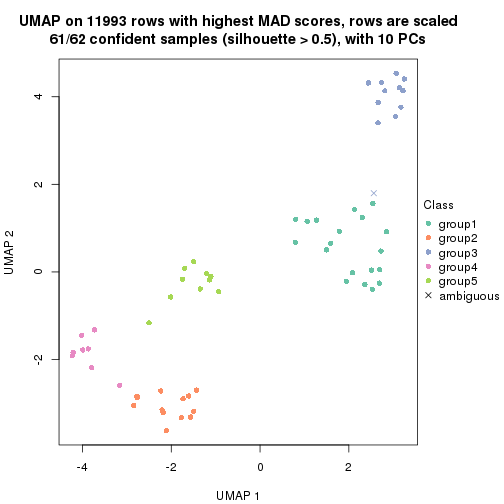 UMAP on 11993 rows with highest MAD scores, rows are scaled
61/62 confident samples (silhouette > 0.5), with 10 PCs
4
2
0
-2
UMAP 2
-4
-2
0
2
UMAP 1
Class
group1
group2
group3
group4
group5
ambiguous